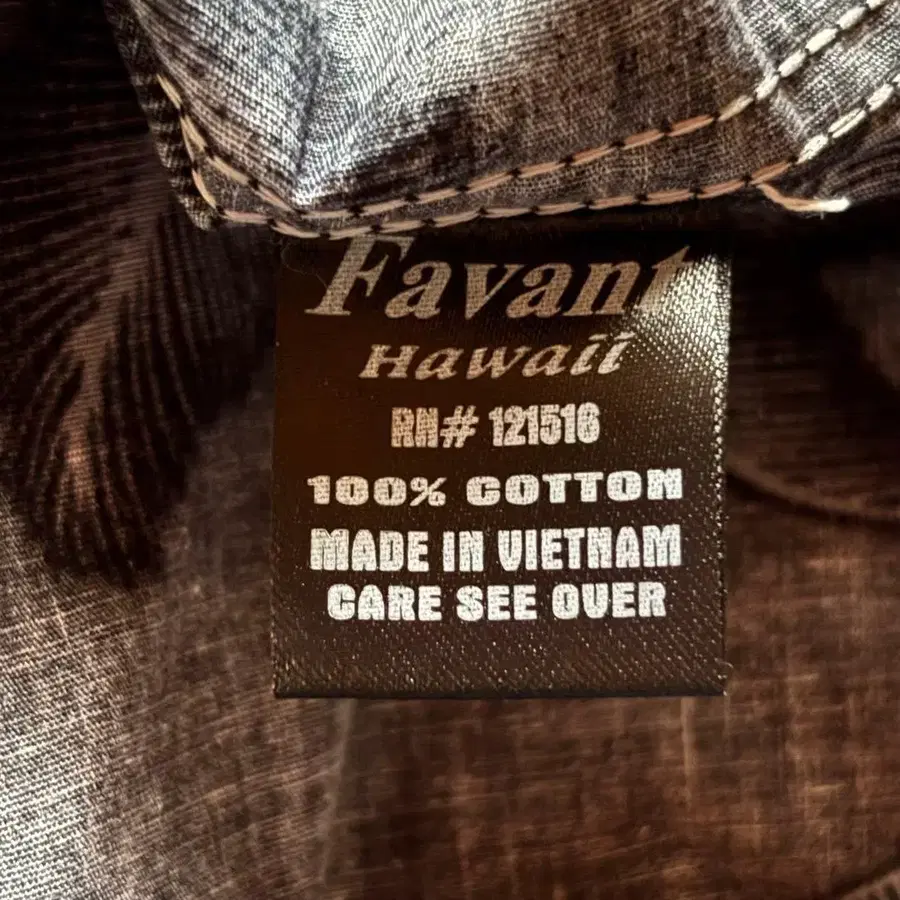 Favant
Hawaii
RN# 121516
100% COTTON
MADE IN VIETNAM
CARE SEE OVER